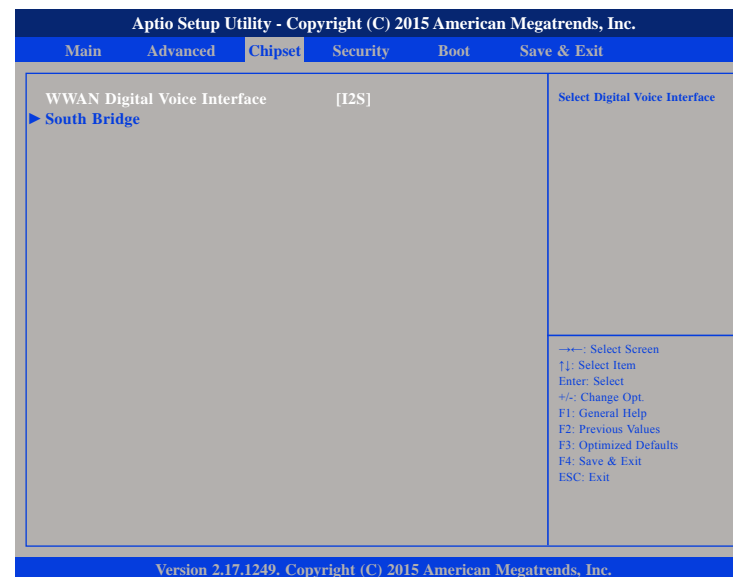 Aptio Setup Utility - Copyright (C) 2015 American Megatrends, Inc.
Main Advanced Chipset Security Boot Save & Exit
WWAN Digital Voice Interface [I2S]
▶ South Bridge
Select Digital Voice Interface
→←: Select Screen
↑↓: Select Item
Enter: Select
+/-: Change Opt.
F1: General Help
F2: Previous Values
F3: Optimized Defaults
F4: Save & Exit
ESC: Exit
Version 2.17.1249. Copyright (C) 2015 American Megatrends, Inc.